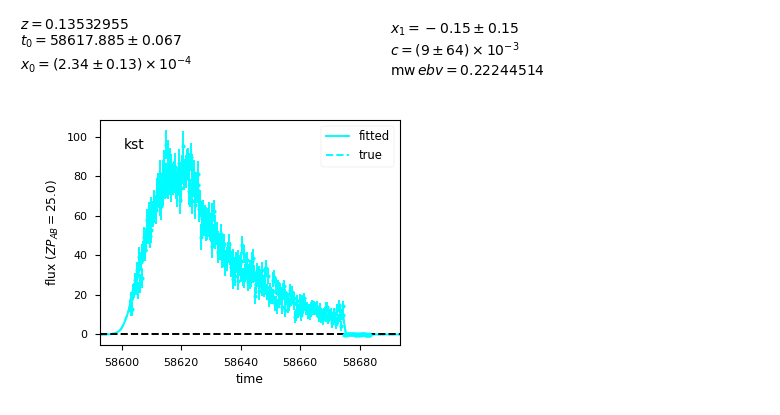 z = 0.13532955
t₀ = 58617.885 ± 0.067
x₀ = (2.34 ± 0.13) × 10⁻⁴
x₁ = −0.15 ± 0.15
c = (9 ± 64) × 10⁻³
mw ebv = 0.22244514
kst
fitted
true
flux (ZP_AB = 25.0)
100
80
60
40
20
0
58600 58620 58640 58660 58680
time